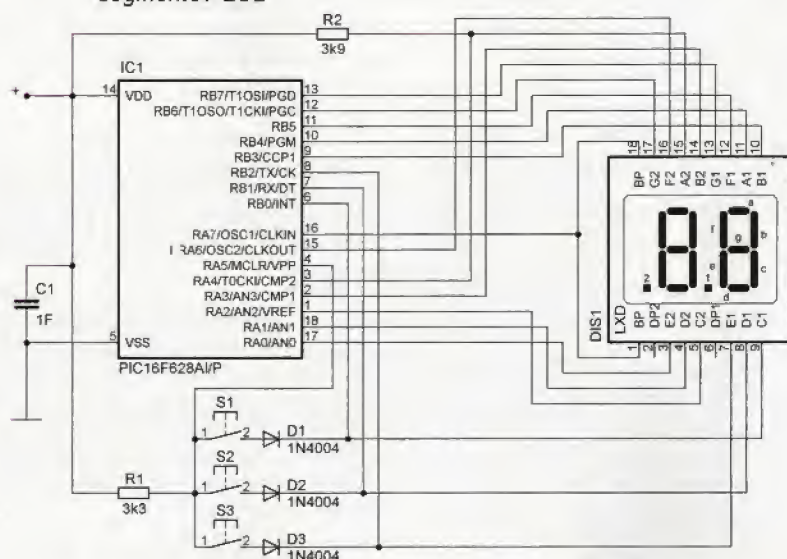 segmentov LCD
R2
3k9
IC1
+
14 VDD
RB7/T1OSI/PGD 13
RB6/T1OSO/T1CKI/PGC 12
RB5 11
RB4/PGM 10
RB3/CCP1 9
RB2/TX/CK 8
RB1/RX/DT 7
RB0/INT 6
RA7/OSC1/CLKIN 16
RA6/OSC2/CLKOUT 15
RA5/MCLR/VPP 4
RA4/T0CKI/CMP2 3
RA3/AN3/CMP1 2
RA2/AN2/VREF 1
RA1/AN1 18
RA0/AN0 17
5 VSS
PIC16F628AI/P
C1
1F
18 17 16 15 14 13 12 11 10
BP G2 F2 A2 B2 G1 F1 A1 B1
a
f b
g
e c
d
2 1
DIS1
LXD
BP DP2 E2 D2 C2 DP1 E1 D1 C1
1 2 3 4 5 6 7 8 9
S1
1 2
D1
1N4004
S2
1 2
D2
1N4004
R1
3k3
S3
1 2
D3
1N4004